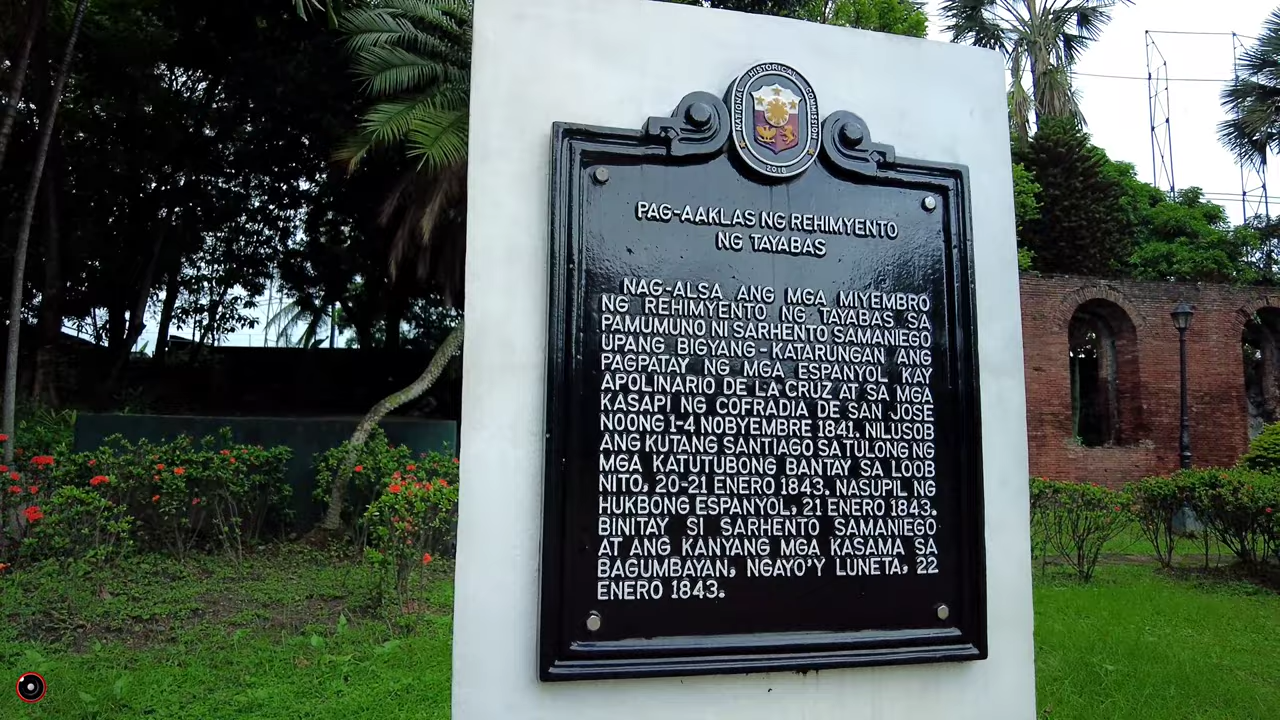 NATIONAL HISTORICAL COMMISSION
2018
PAG-AAKLAS NG REHIMYENTO
NG TAYABAS
NAG-ALSA ANG MGA MIYEMBRO
NG REHIMYENTO NG TAYABAS SA
PAMUMUNO NI SARHENTO SAMANIEGO
UPANG BIGYANG-KATARUNGAN ANG
PAGPATAY NG MGA ESPANYOL KAY
APOLINARIO DE LA CRUZ AT SA MGA
KASAPI NG COFRADIA DE SAN JOSE
NOONG 1-4 NOBYEMBRE 1841. NILUSOB
ANG KUTANG SANTIAGO SA TULONG NG
MGA KATUTUBONG BANTAY SA LOOB
NITO, 20-21 ENERO 1843. NASUPIL NG
HUKBONG ESPANYOL, 21 ENERO 1843.
BINITAY SI SARHENTO SAMANIEGO
AT ANG KANYANG MGA KASAMA SA
BAGUMBAYAN, NGAYO'Y LUNETA, 22
ENERO 1843.